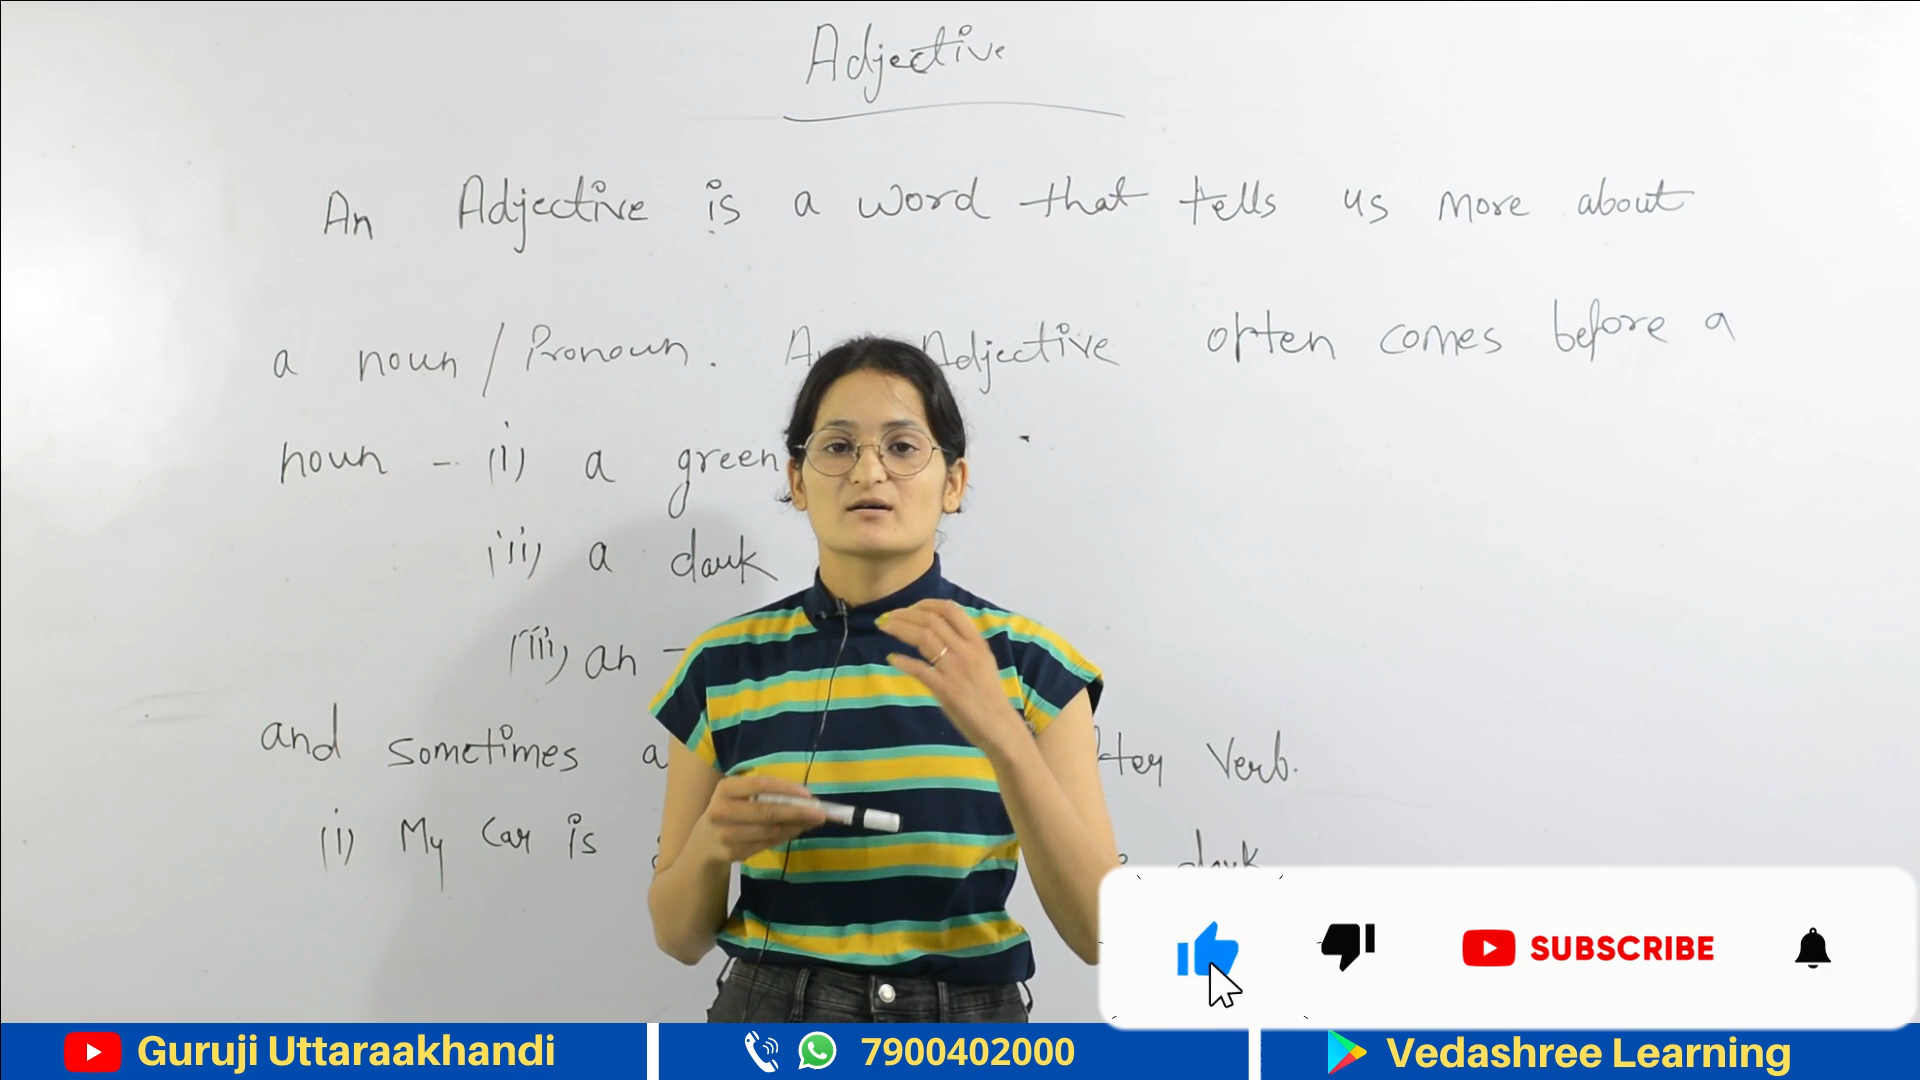 Adjective
An Adjective is a word that tells us more about
a noun / Pronoun. Adjective often comes before a
noun - (i) a green
(ii) a dark
(iii) an -
and sometimes Verb.
(i) My Car is dark
SUBSCRIBE
Guruji Uttaraakhandi 7900402000 Vedashree Learning